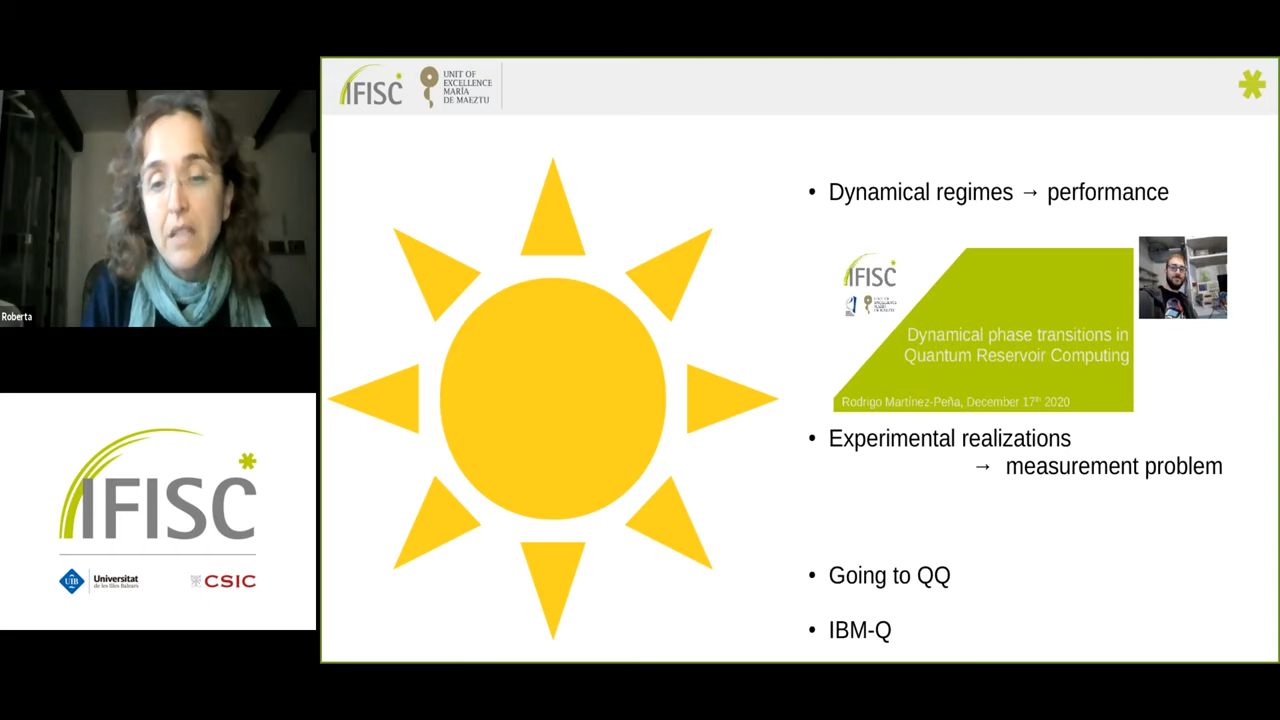 Roberta
IFISC
UIB
Universitat
de les Illes Balears
CSIC
IFISC
UNIT OF
EXCELLENCE
MARÍA
DE MAEZTU
• Dynamical regimes → performance
IFISC
Dynamical phase transitions in
Quantum Reservoir Computing
Rodrigo Martínez-Peña, December 17th 2020
• Experimental realizations
→ measurement problem
• Going to QQ
• IBM-Q